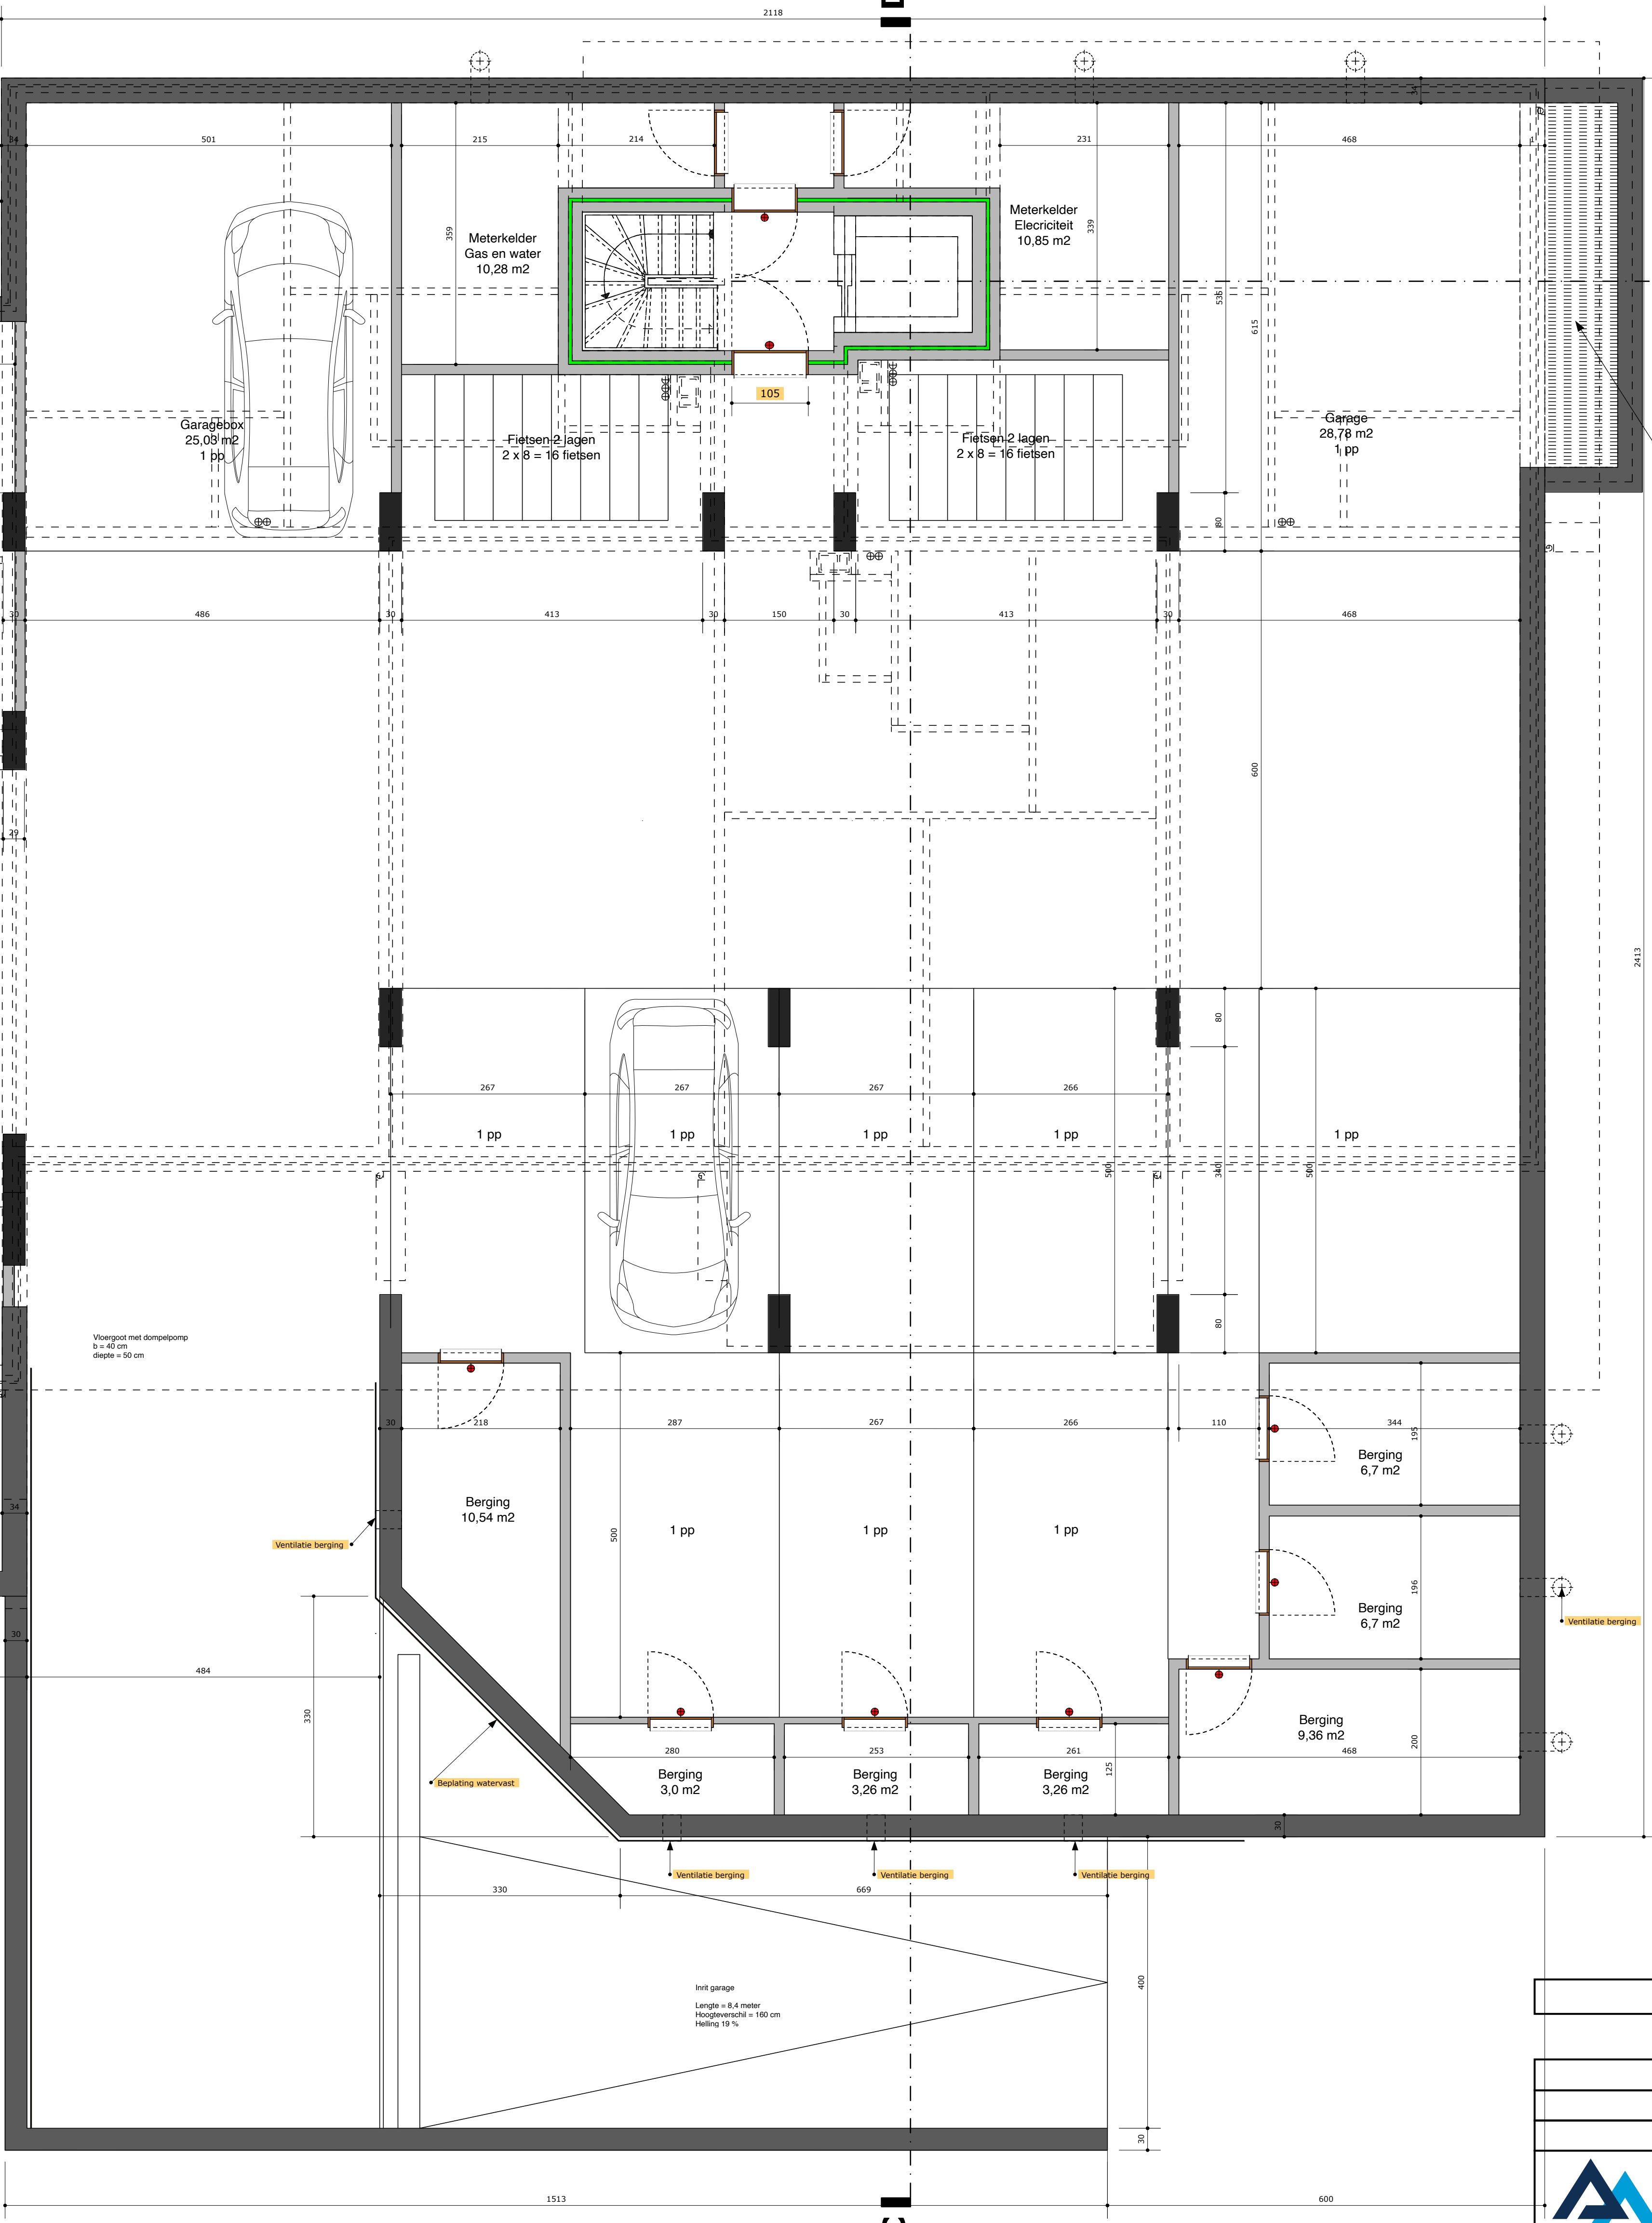 2118
34
501
215
214
231
468
34
359
339
535
615
Meterkelder
Gas en water
10,28 m2
Meterkelder
Elecriciteit
10,85 m2
105
Garagebox
25,03 m2
1 pp
Fietsen 2 lagen
2 x 8 = 16 fietsen
Fietsen 2 lagen
2 x 8 = 16 fietsen
Garage
28,78 m2
1 pp
80
30
486
30
413
30
150
30
413
30
468
600
29
2413
80
267
267
267
266
1 pp
1 pp
1 pp
1 pp
1 pp
500
340
500
80
Vloergoot met dompelpomp
b = 40 cm
diepte = 50 cm
30
218
287
267
266
110
344
195
Berging
6,7 m2
Berging
10,54 m2
34
Ventilatie berging
500
1 pp
1 pp
1 pp
196
Berging
6,7 m2
Ventilatie berging
30
484
330
Berging
9,36 m2
200
468
280
253
261
125
Berging
3,0 m2
Berging
3,26 m2
Berging
3,26 m2
Beplating watervast
30
Ventilatie berging
Ventilatie berging
Ventilatie berging
330
669
400
Inrit garage
Lengte = 8,4 meter
Hoogteverschil = 160 cm
Helling 19 %
30
1513
600